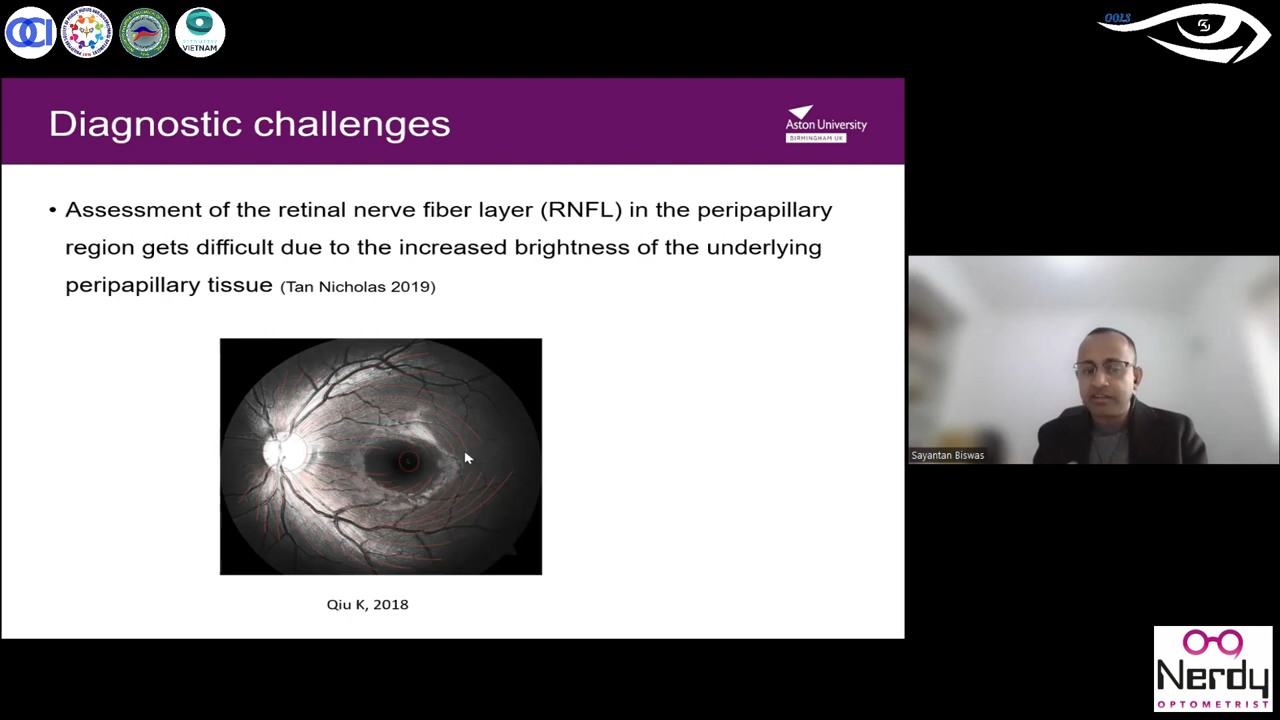 OCI
VIETNAM
OOLS
Diagnostic challenges
Aston University
BIRMINGHAM UK
• Assessment of the retinal nerve fiber layer (RNFL) in the peripapillary
region gets difficult due to the increased brightness of the underlying
peripapillary tissue (Tan Nicholas 2019)
Qiu K, 2018
Sayantan Biswas
Nerdy
OPTOMETRIST